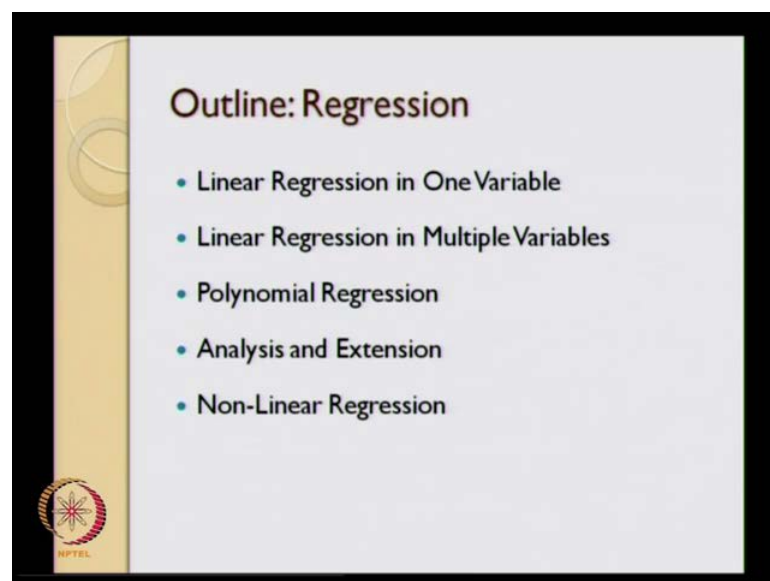 Outline: Regression
• Linear Regression in One Variable
• Linear Regression in Multiple Variables
• Polynomial Regression
• Analysis and Extension
• Non-Linear Regression
NPTEL